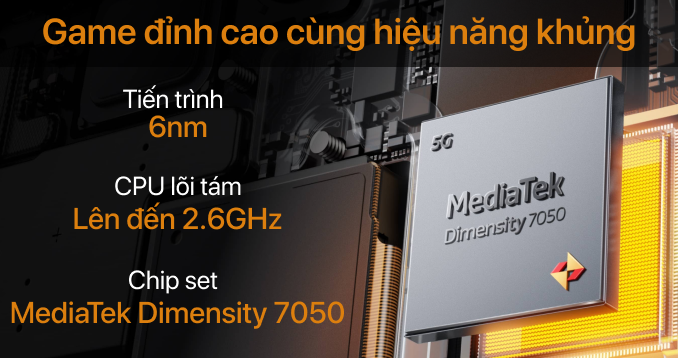 Game đỉnh cao cùng hiệu năng khủng
Tiến trình
6nm
CPU lõi tám
Lên đến 2.6GHz
Chip set
MediaTek Dimensity 7050
5G
MediaTek
Dimensity 7050